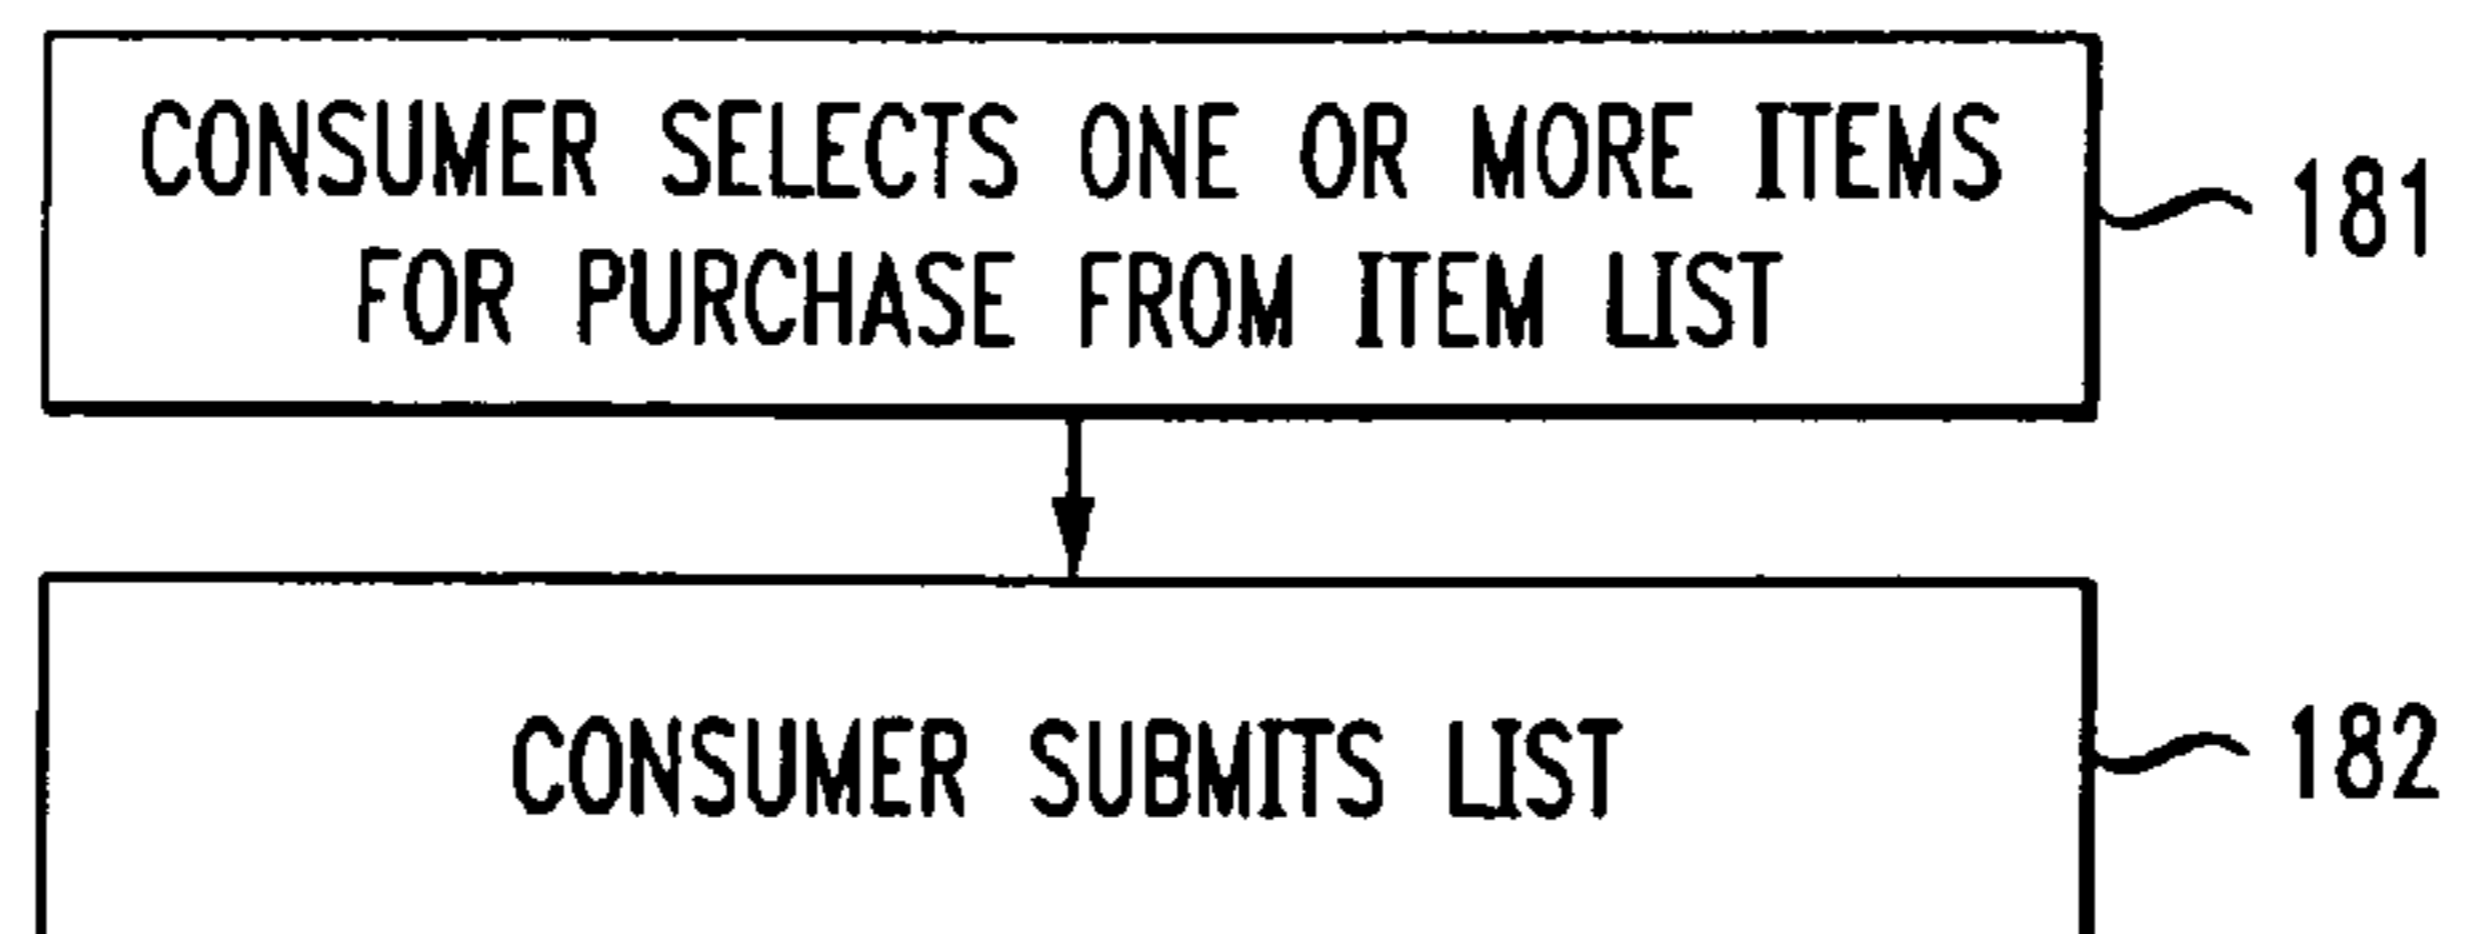 CONSUMER SELECTS ONE OR MORE ITEMS
FOR PURCHASE FROM ITEM LIST
181
CONSUMER SUBMITS LIST
182